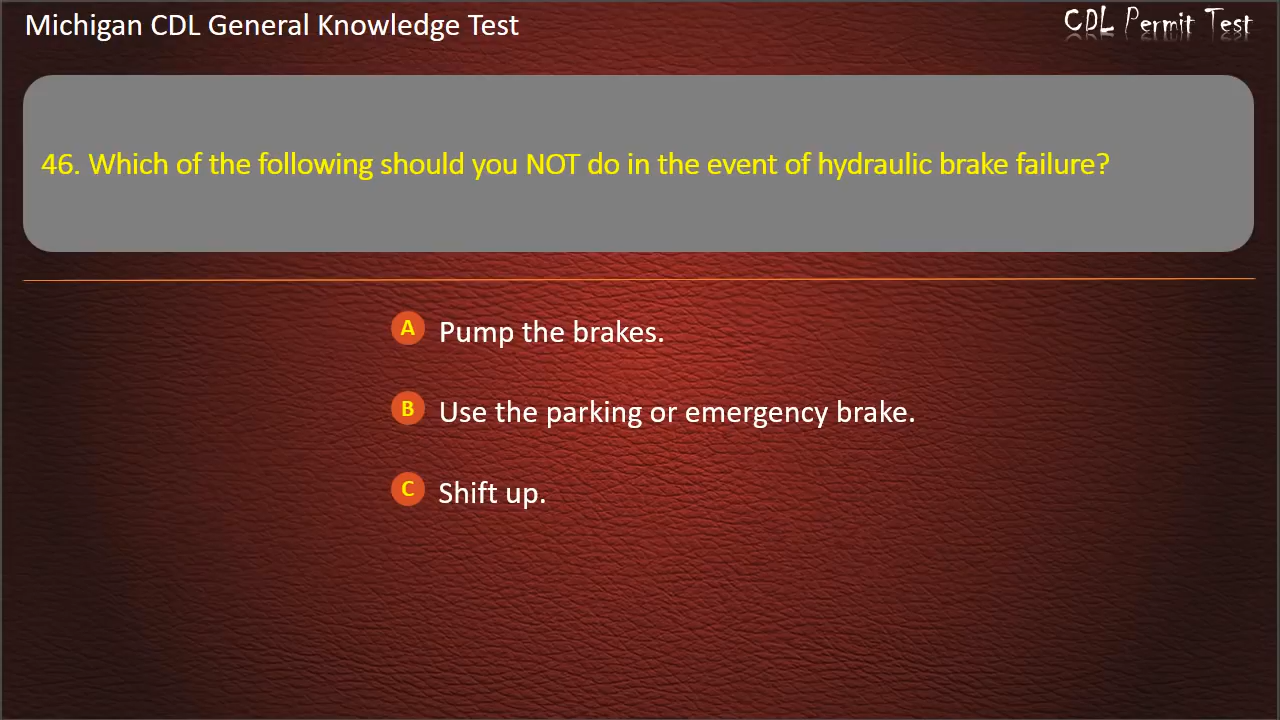 Michigan CDL General Knowledge Test
CDL Permit Test
46. Which of the following should you NOT do in the event of hydraulic brake failure?
A Pump the brakes.
B Use the parking or emergency brake.
C Shift up.